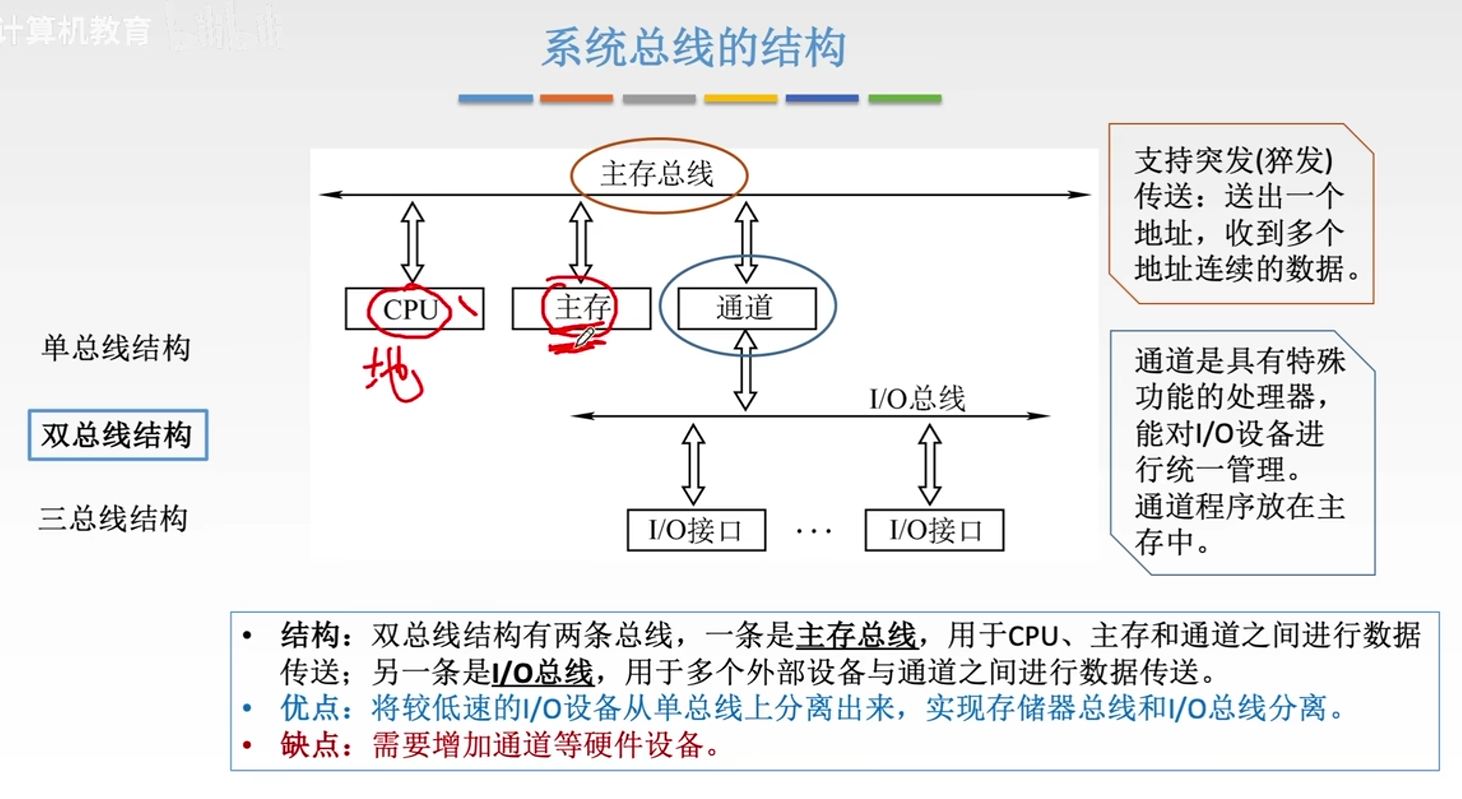 计算机教育
系统总线的结构
主存总线
支持突发(猝发)
传送：送出一个
地址，收到多个
地址连续的数据。
CPU
主存
通道
地
单总线结构
双总线结构
三总线结构
I/O总线
I/O接口
...
I/O接口
通道是具有特殊
功能的处理器，
能对I/O设备进
行统一管理。
通道程序放在主
存中。
• 结构：双总线结构有两条总线，一条是主存总线，用于CPU、主存和通道之间进行数据
传送；另一条是I/O总线，用于多个外部设备与通道之间进行数据传送。
• 优点：将较低速的I/O设备从单总线上分离出来，实现存储器总线和I/O总线分离。
• 缺点：需要增加通道等硬件设备。